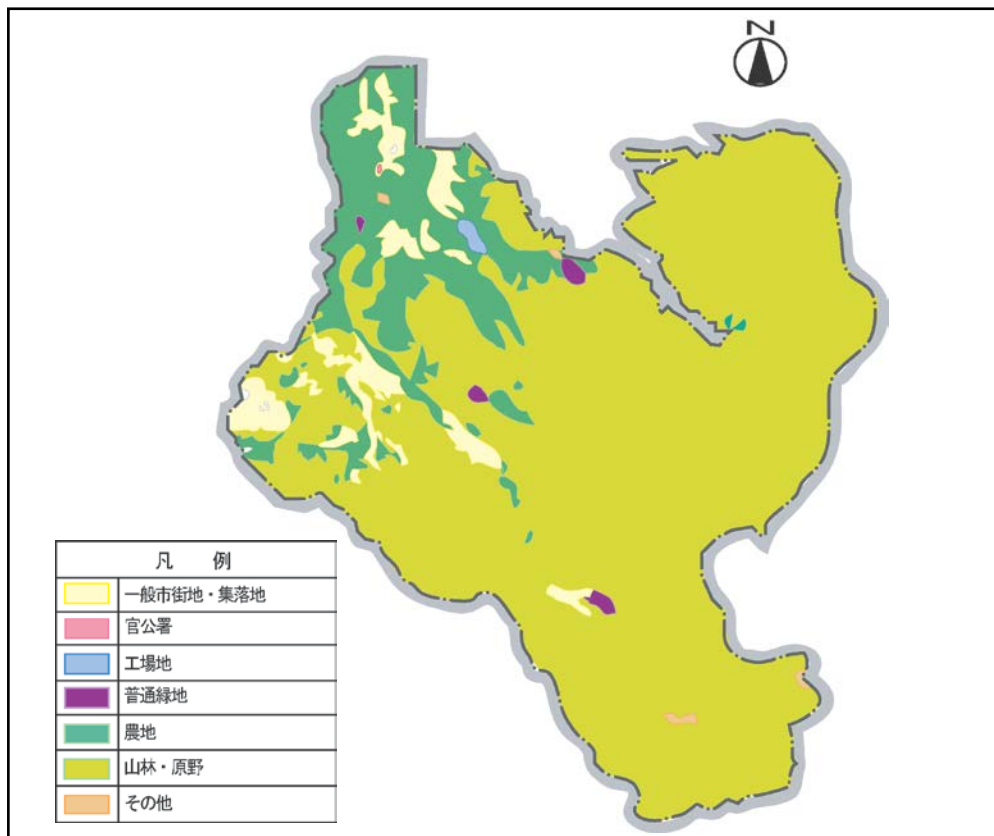 N
凡 例
一般市街地・集落地
官公署
工場地
普通緑地
農地
山林・原野
その他